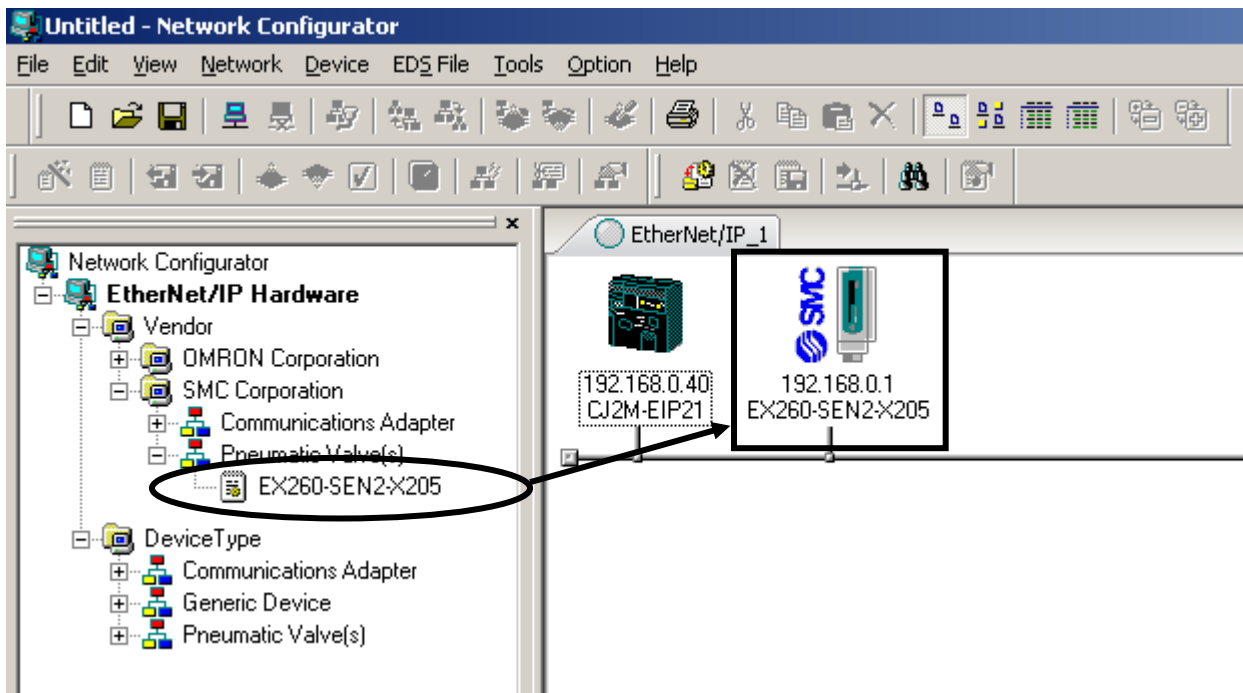 Untitled - Network Configurator
File Edit View Network Device EDS File Tools Option Help
Network Configurator
EtherNet/IP Hardware
Vendor
OMRON Corporation
SMC Corporation
Communications Adapter
Pneumatic Valve(s)
EX260-SEN2-X205
DeviceType
Communications Adapter
Generic Device
Pneumatic Valve(s)
EtherNet/IP_1
SMC
192.168.0.40
CJ2M-EIP21
192.168.0.1
EX260-SEN2-X205